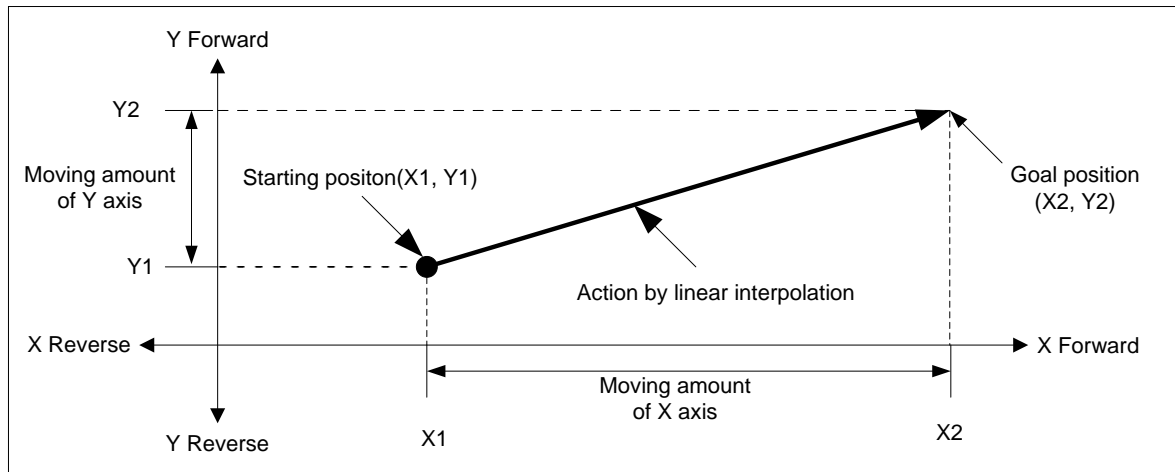 Y Forward
Y2
Moving amount
of Y axis
Starting positon(X1, Y1)
Goal position
(X2, Y2)
Y1
Action by linear interpolation
X Reverse
X Forward
Moving amount
of X axis
Y Reverse
X1
X2